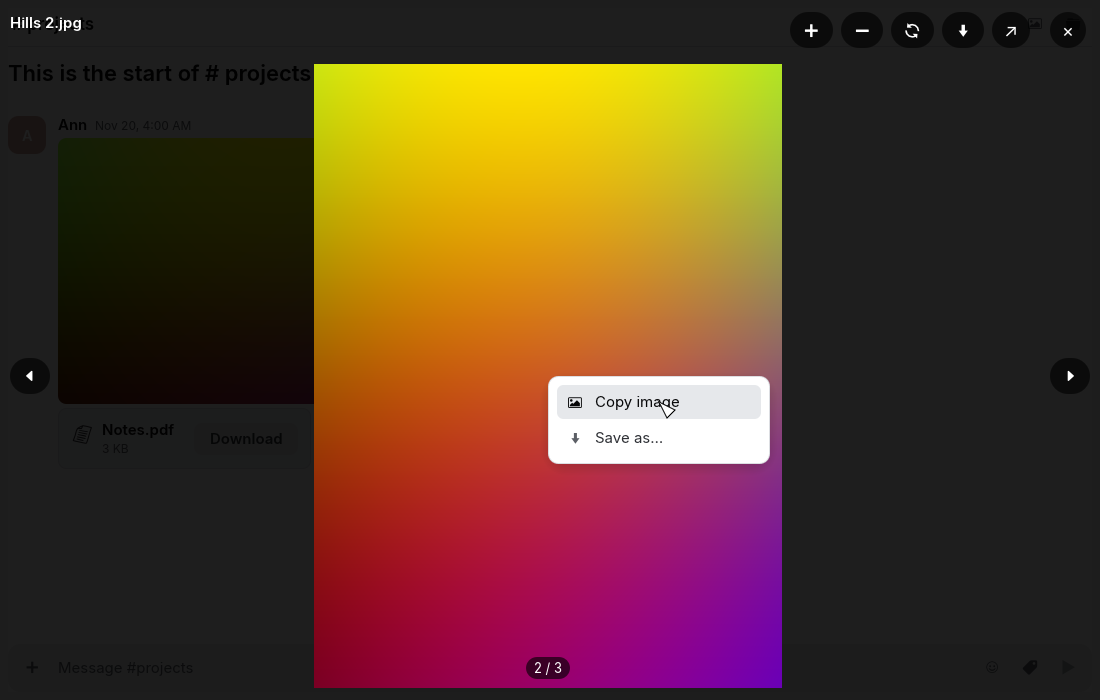 Hills 2.jpg
This is the start of # projects
A
Ann Nov 20, 4:00 AM
Notes.pdf
3 KB
Download
Copy image
Save as...
2 / 3
Message #projects